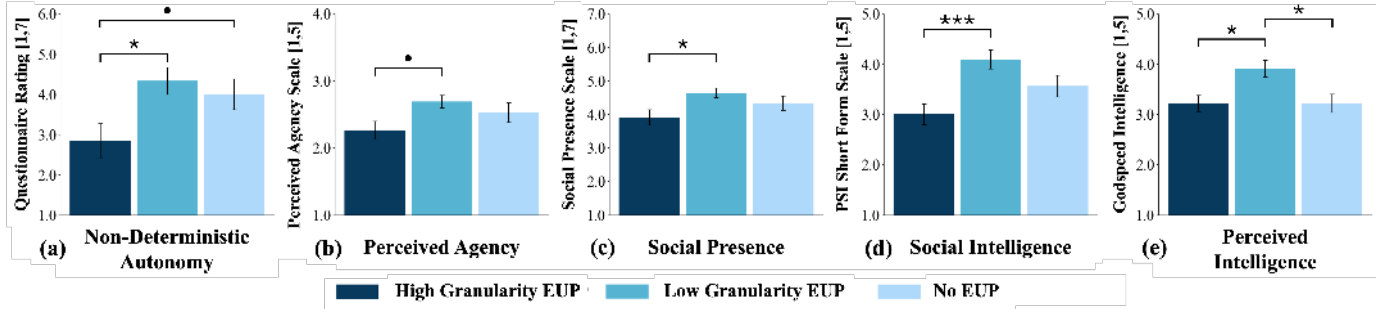 Questionnaire Rating [1,7]
7.0
6.0
5.0
4.0
3.0
2.0
1.0
•
*
(a) Non-Deterministic
Autonomy
Perceived Agency Scale [1,5]
4.0
3.0
2.0
1.0
•
(b) Perceived Agency
Social Presence Scale [1,7]
7.0
6.0
5.0
4.0
3.0
2.0
1.0
*
(c) Social Presence
PSI Short Form Scale [1,5]
5.0
4.0
3.0
2.0
1.0
***
(d) Social Intelligence
Godspeed Intelligence [1,5]
5.0
4.0
3.0
2.0
1.0
*
*
(e) Perceived
Intelligence
High Granularity EUP
Low Granularity EUP
No EUP